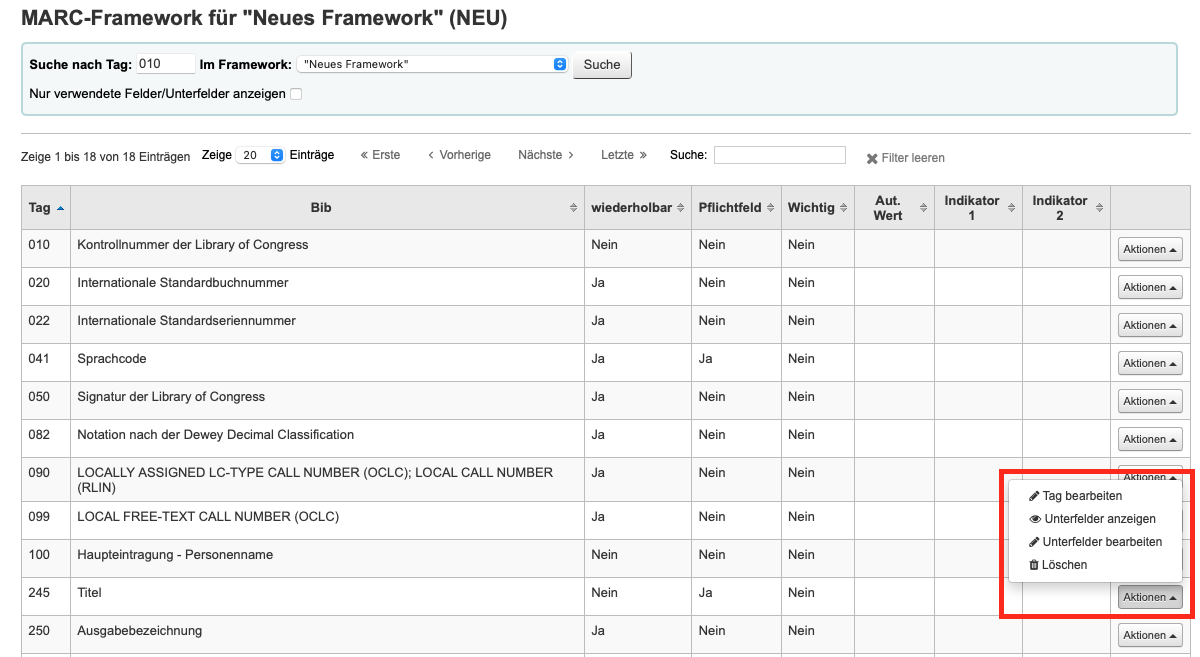 MARC-Framework für "Neues Framework" (NEU)
Suche nach Tag: 010 Im Framework: "Neues Framework" Suche
Nur verwendete Felder/Unterfelder anzeigen
Zeige 1 bis 18 von 18 Einträgen Zeige 20 Einträge « Erste ‹ Vorherige Nächste › Letzte » Suche: Filter leeren
Tag Bib wiederholbar Pflichtfeld Wichtig Aut. Wert Indikator 1 Indikator 2
010 Kontrollnummer der Library of Congress Nein Nein Nein Aktionen
020 Internationale Standardbuchnummer Ja Nein Nein Aktionen
022 Internationale Standardseriennummer Ja Nein Nein Aktionen
041 Sprachcode Ja Ja Nein Aktionen
050 Signatur der Library of Congress Ja Nein Nein Aktionen
082 Notation nach der Dewey Decimal Classification Ja Nein Nein Aktionen
090 LOCALLY ASSIGNED LC-TYPE CALL NUMBER (OCLC); LOCAL CALL NUMBER Ja Nein Nein Aktionen
(RLIN)
Tag bearbeiten
099 LOCAL FREE-TEXT CALL NUMBER (OCLC) Ja Nein Nein
Unterfelder anzeigen
Unterfelder bearbeiten
100 Haupteintragung - Personenname Nein Nein Nein
Löschen
245 Titel Nein Ja Nein Aktionen
250 Ausgabebezeichnung Ja Nein Nein Aktionen